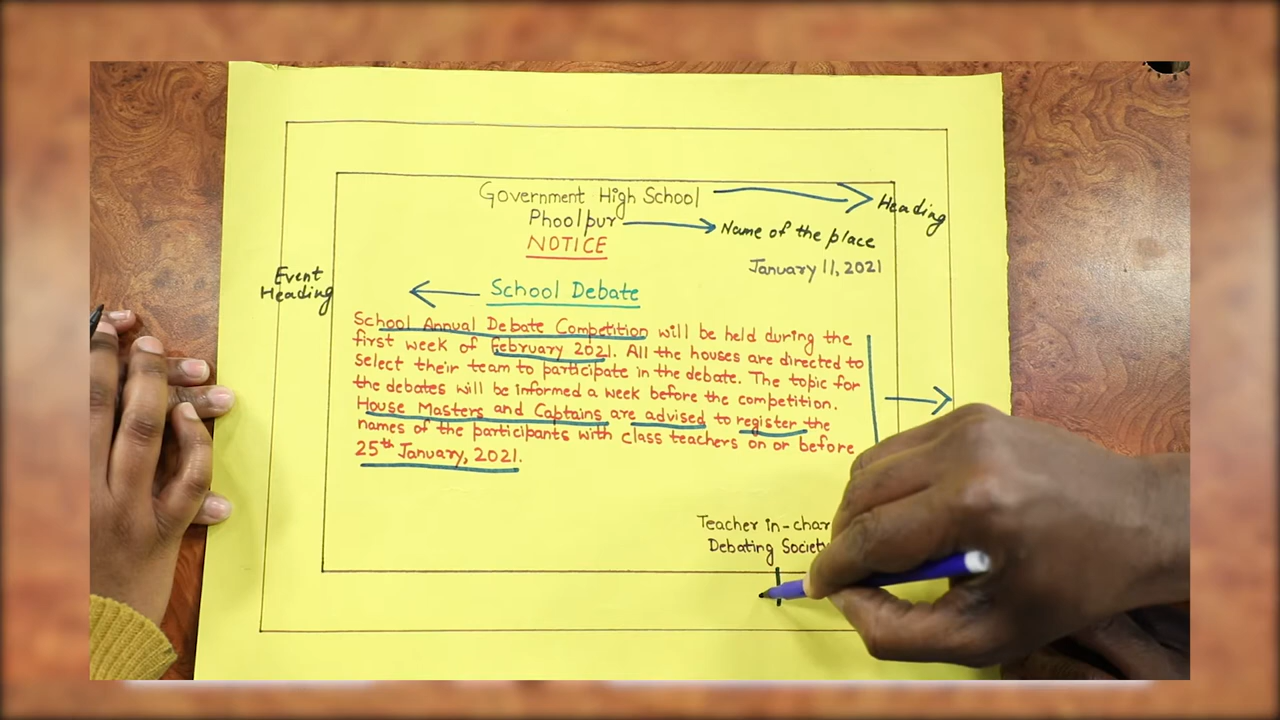 Government High School
Heading
Phoolpur
Name of the place
NOTICE
January 11, 2021
Event
Heading
School Debate
School Annual Debate Competition will be held during the
first week of february 2021. All the houses are directed to
select their team to participate in the debate. The topic for
the debates will be informed a week before the competition.
House Masters and Captains are advised to register the
names of the participants with class teachers on or before
25th January, 2021.
Teacher in-char
Debating Society